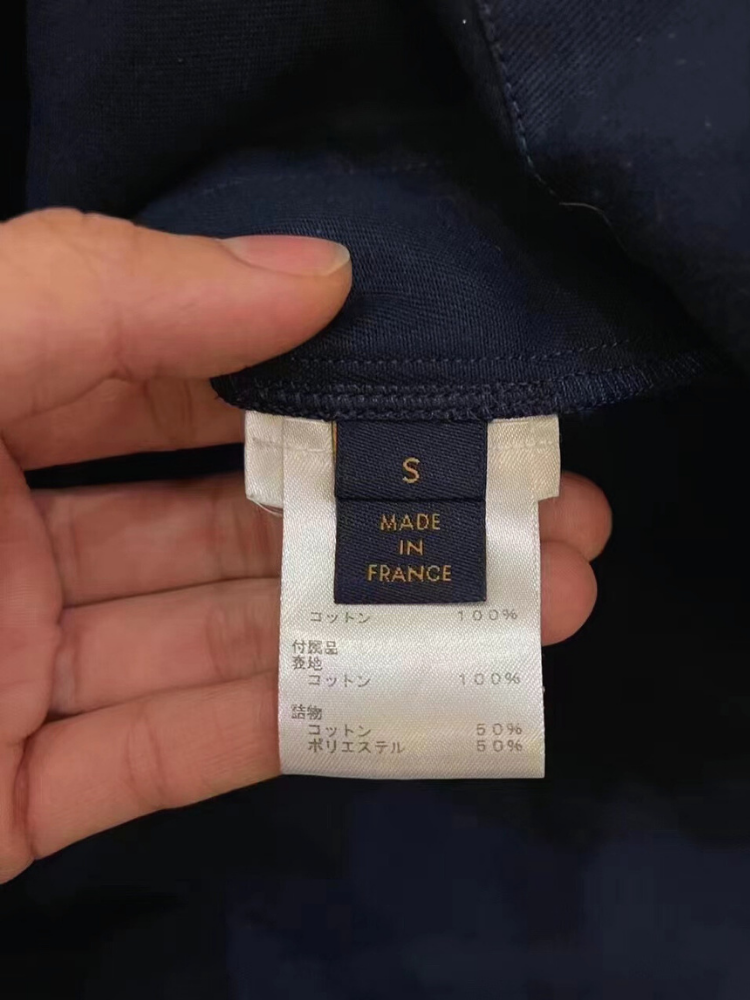 S
MADE
IN
FRANCE
コットン 100%
付属品
表地
コットン 100%
詰物
コットン 50%
ポリエステル 50%